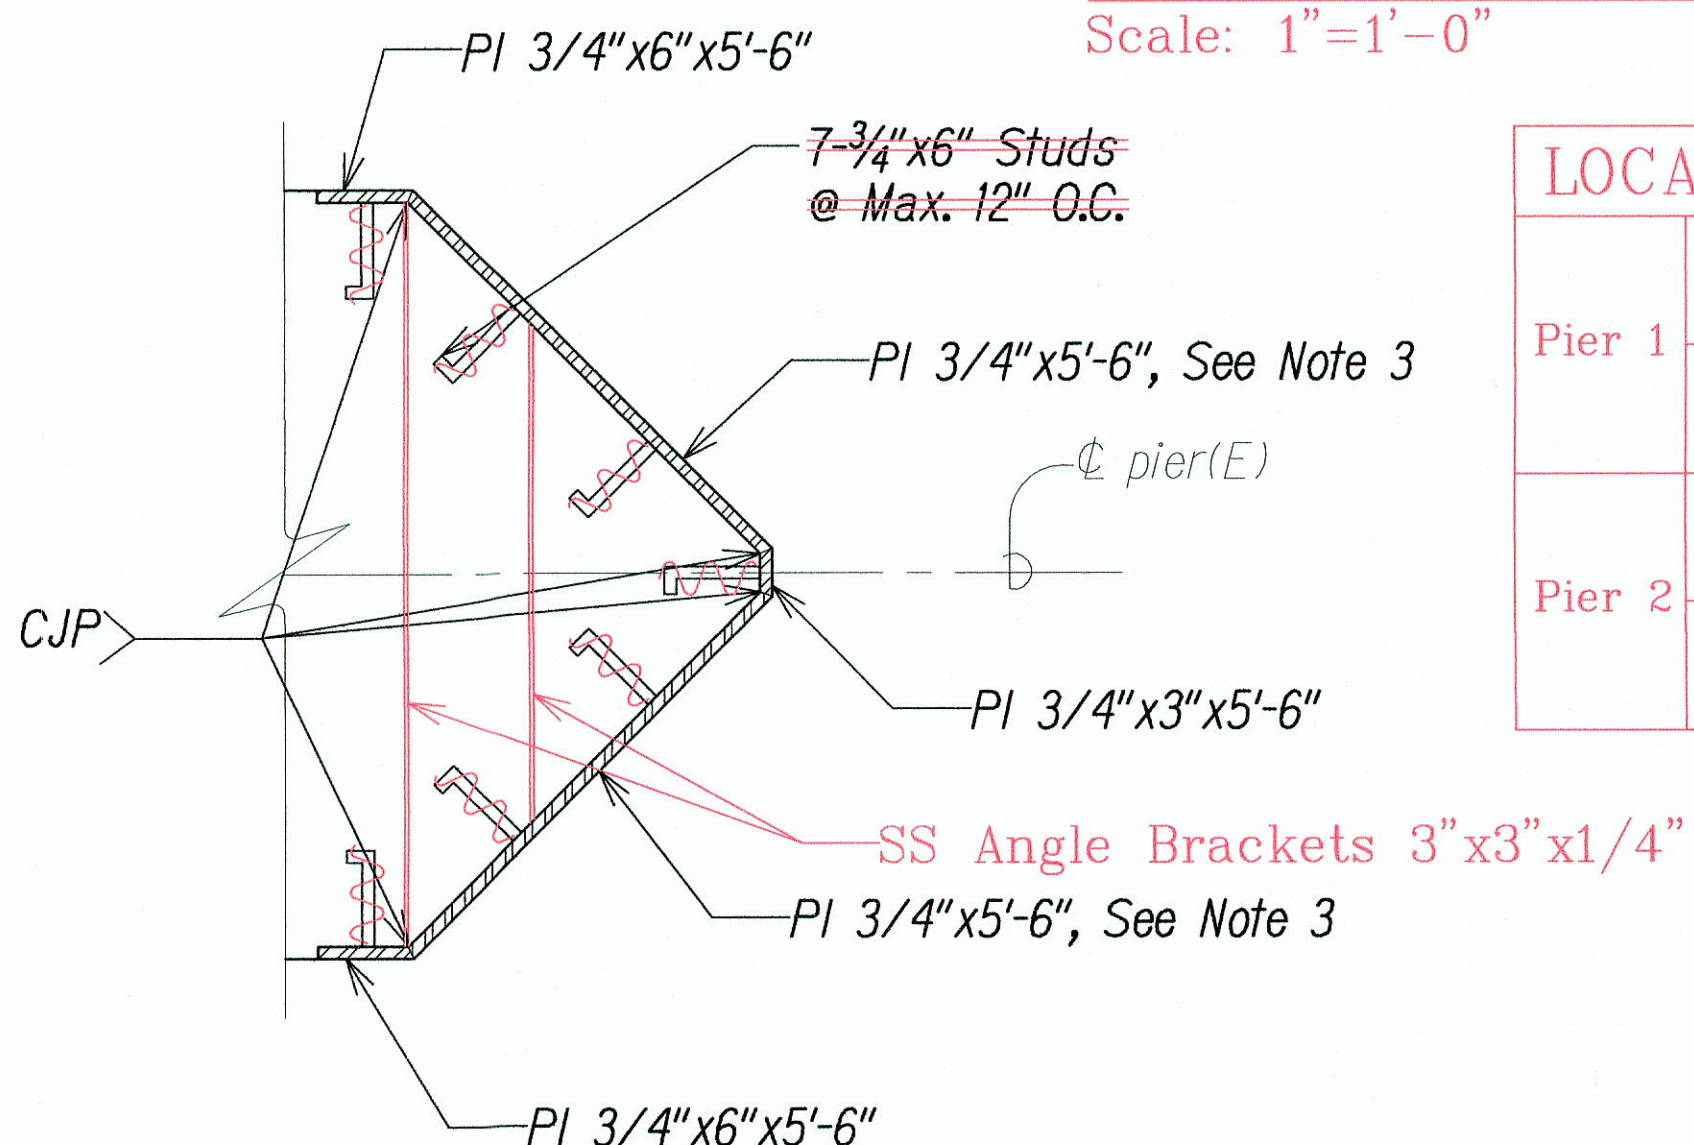 Scale: 1"=1'-0"
Pl 3/4"x6"x5'-6"
7-3/4"x6" Studs
@ Max. 12" O.C.
Pl 3/4"x5'-6", See Note 3
℄ pier(E)
CJP
Pl 3/4"x3"x5'-6"
SS Angle Brackets 3"x3"x1/4"
Pl 3/4"x5'-6", See Note 3
Pl 3/4"x6"x5'-6"
LOCA
Pier 1
Pier 2